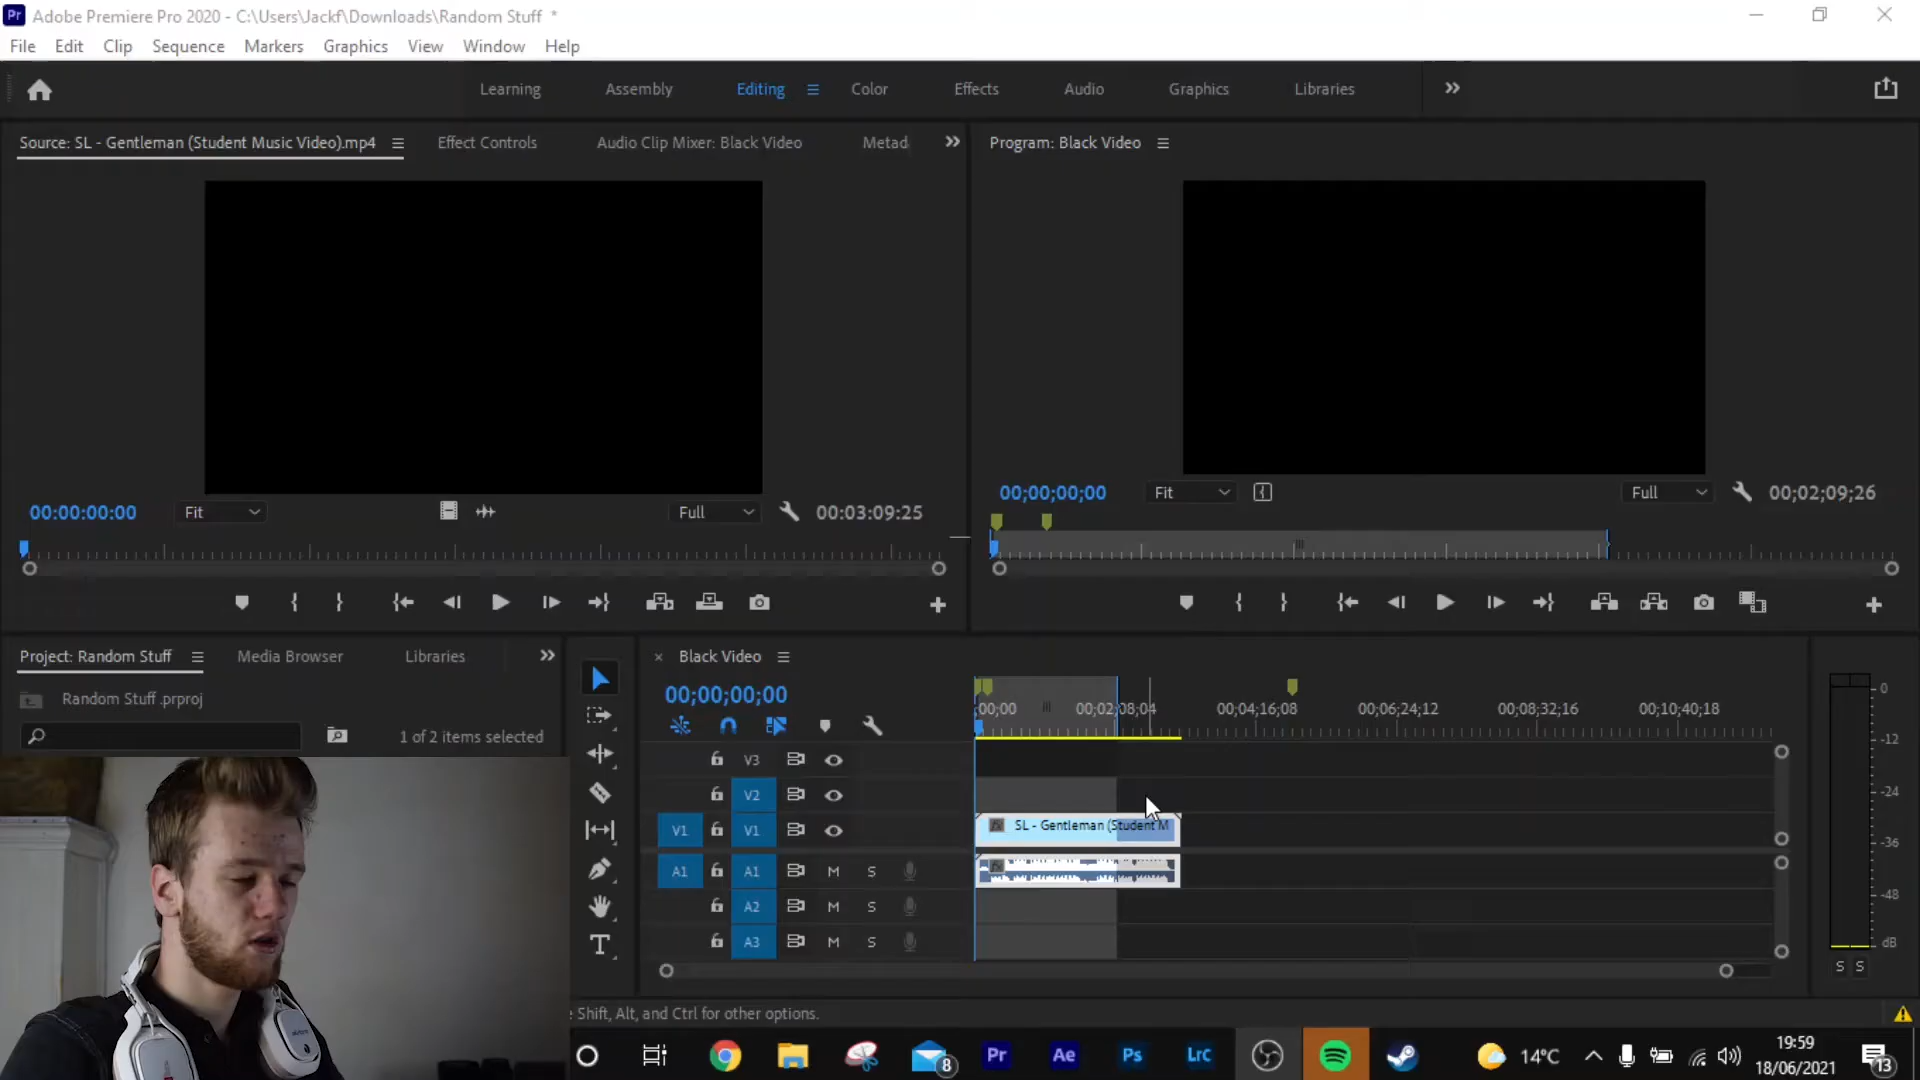 Pr Adobe Premiere Pro 2020 - C:\Users\Jackf\Downloads\Random Stuff *
File Edit Clip Sequence Markers Graphics View Window Help
Learning Assembly Editing Color Effects Audio Graphics Libraries
Source: SL - Gentleman (Student Music Video).mp4 Effect Controls Audio Clip Mixer: Black Video Metad
Program: Black Video
00:00:00:00 Fit Full 00:03:09:25
00;00;00;00 Fit Full 00;02;09;26
Project: Random Stuff Media Browser Libraries
Random Stuff .prproj
1 of 2 items selected
Black Video
00;00;00;00
;00;00 00;02;08;04 00;04;16;08 00;06;24;12 00;08;32;16 00;10;40;18
V3
V2
V1 V1
SL - Gentleman (Student M
A1 A1 M S
A2 M S
A3 M S
0
-12
-24
-36
-48
dB
S S
Shift, Alt, and Ctrl for other options.
8 Pr Ae Ps Lrc 14°C 19:59
18/06/2021 13